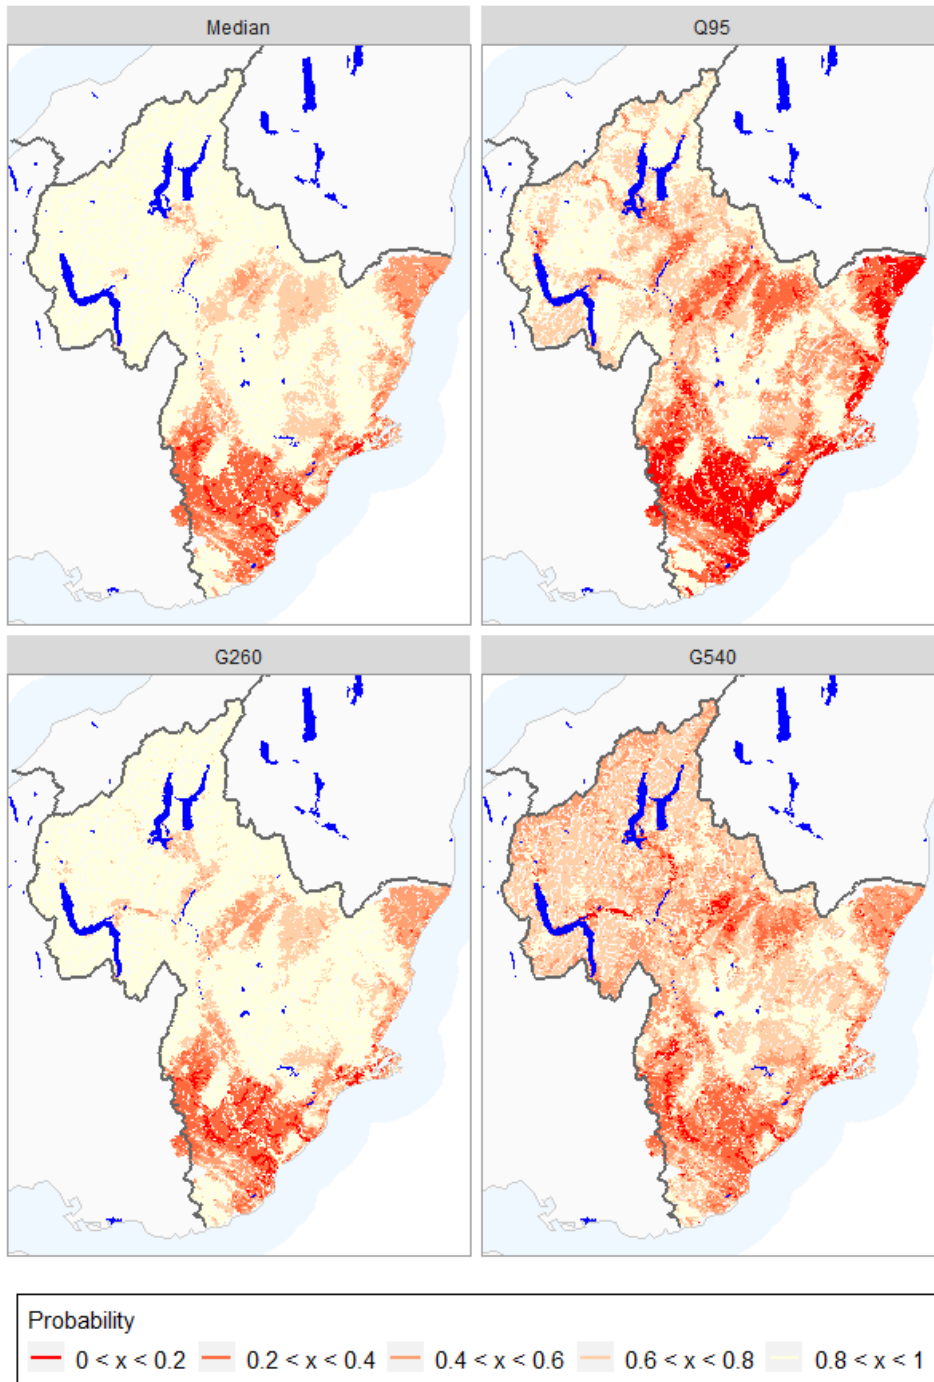 Median
Q95
G260
G540
Probability
0 < x < 0.2 0.2 < x < 0.4 0.4 < x < 0.6 0.6 < x < 0.8 0.8 < x < 1